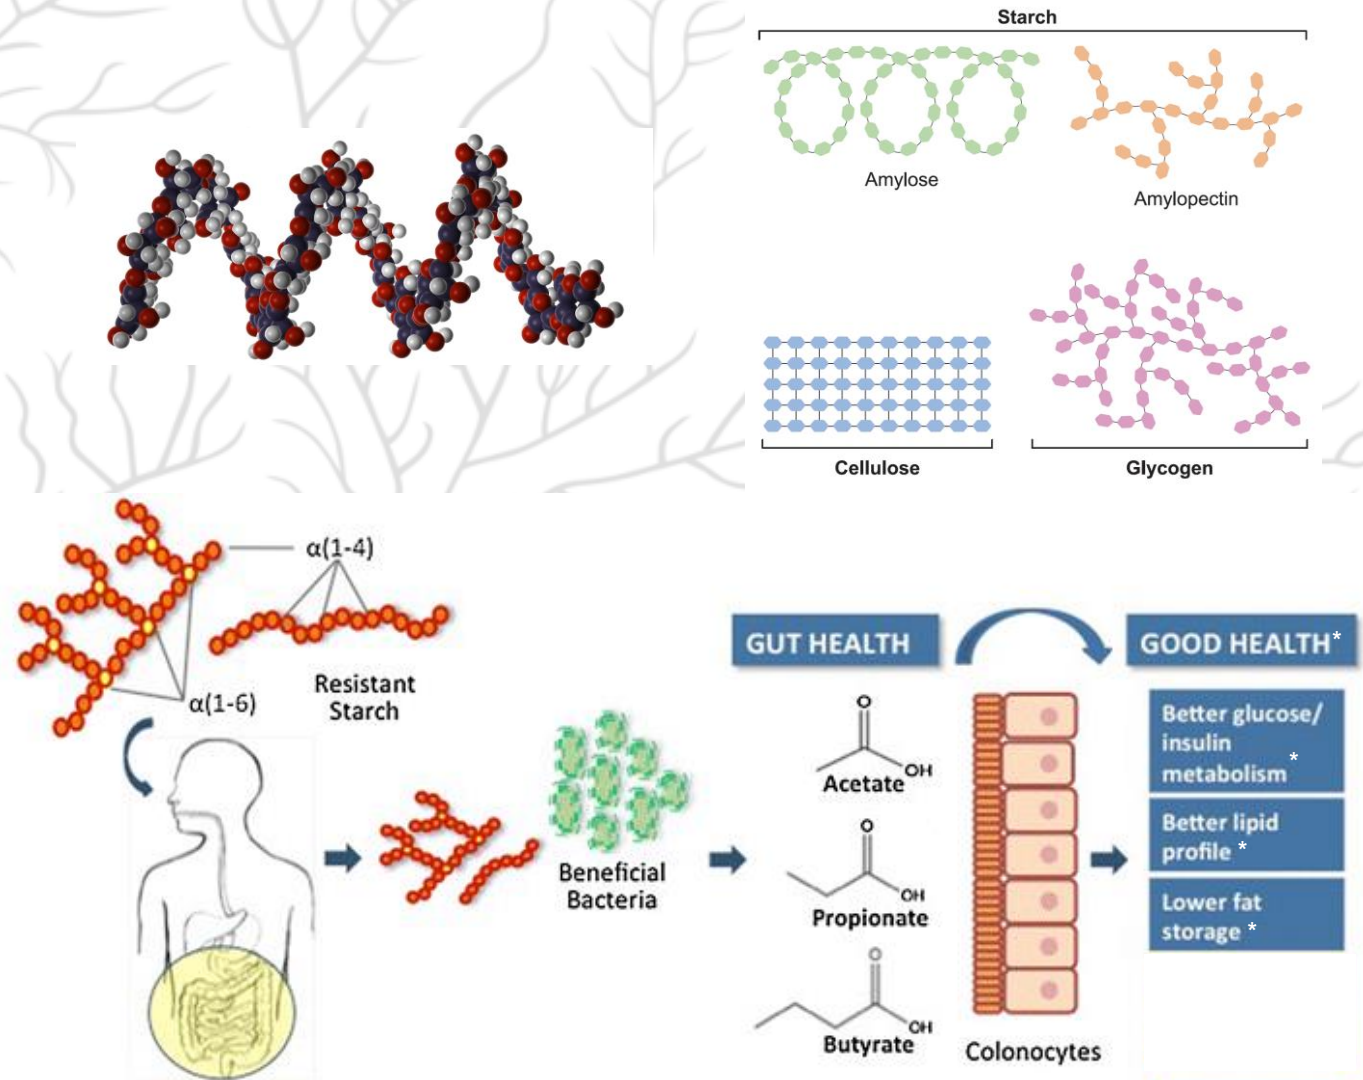 Starch
Amylose
Amylopectin
Cellulose
Glycogen
α(1-4)
Resistant
Starch
α(1-6)
Beneficial
Bacteria
GUT HEALTH
O
OH
Acetate
O
OH
Propionate
O
OH
Butyrate
Colonocytes
GOOD HEALTH*
Better glucose/
insulin
metabolism *
Better lipid
profile *
Lower fat
storage *